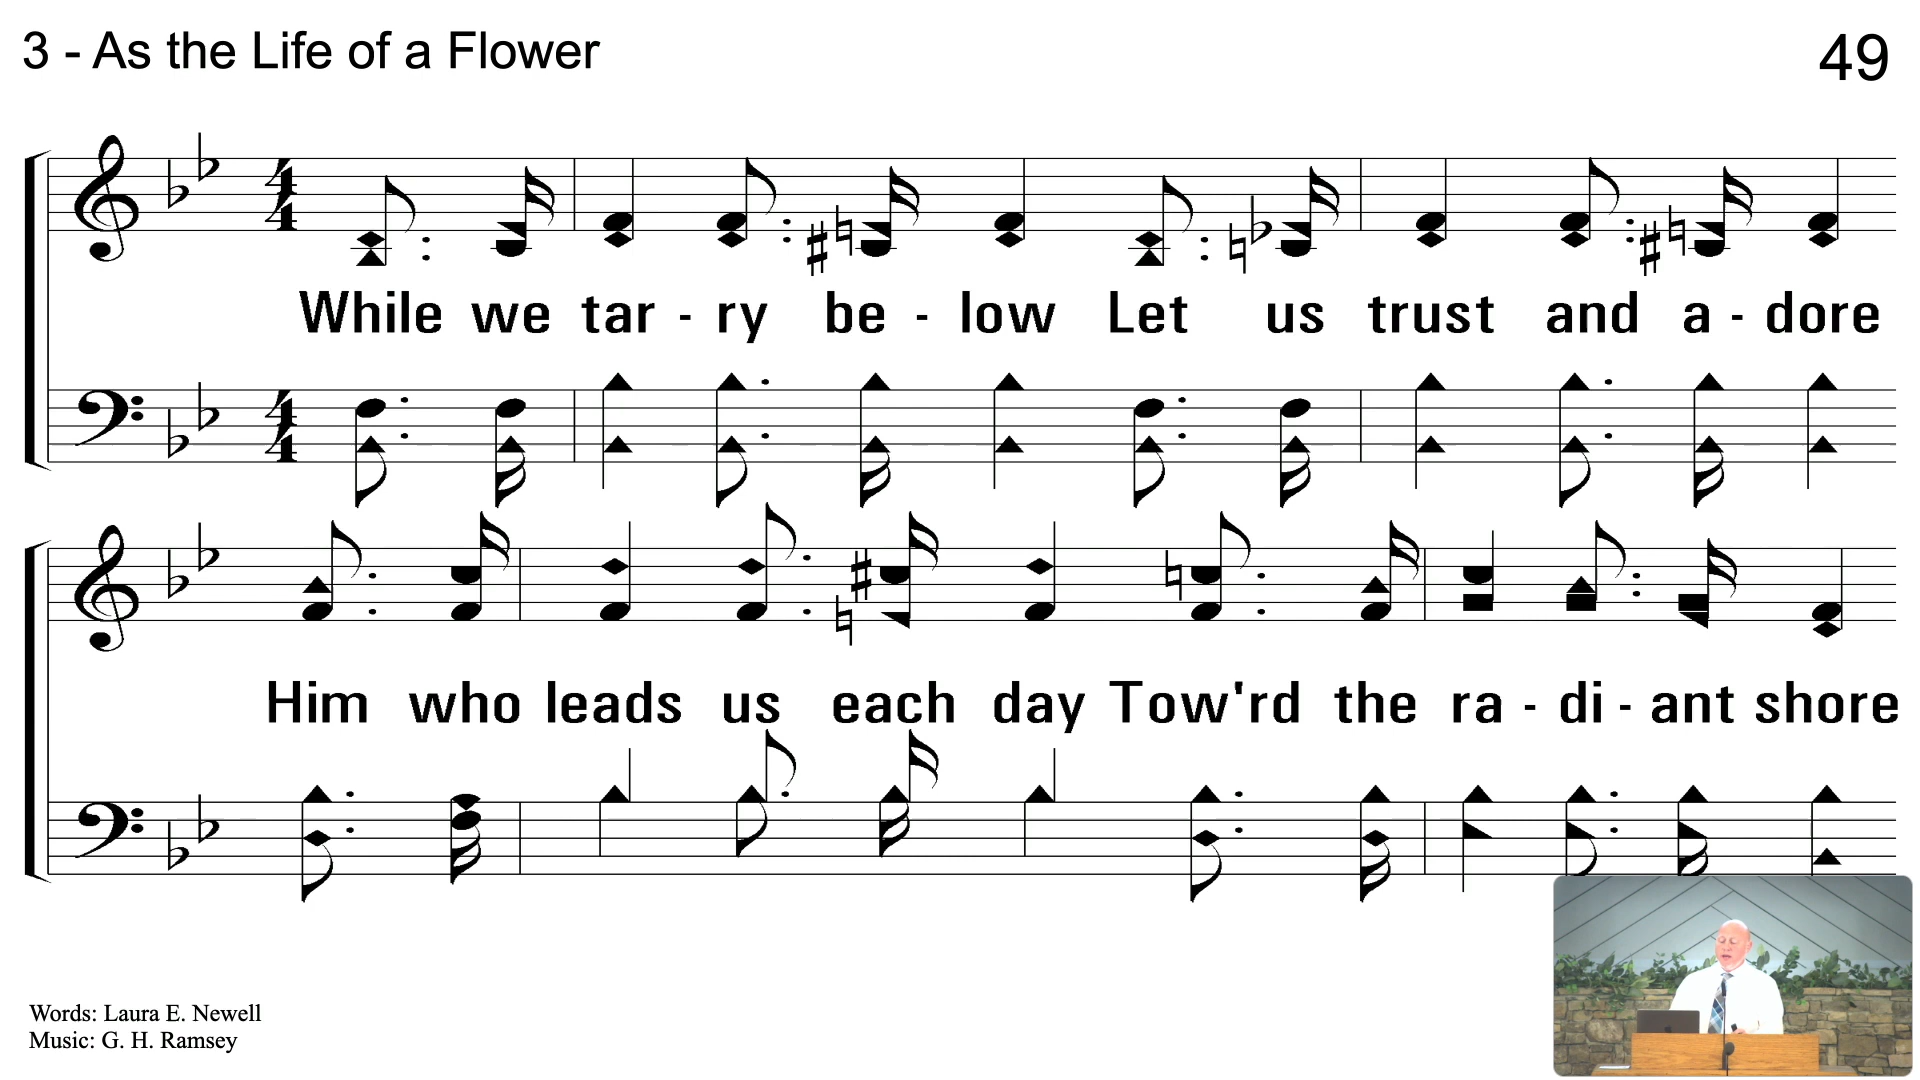 3 - As the Life of a Flower
49
While we tar - ry be - low Let us trust and a - dore
Him who leads us each day Tow'rd the ra - di - ant shore
Words: Laura E. Newell
Music: G. H. Ramsey